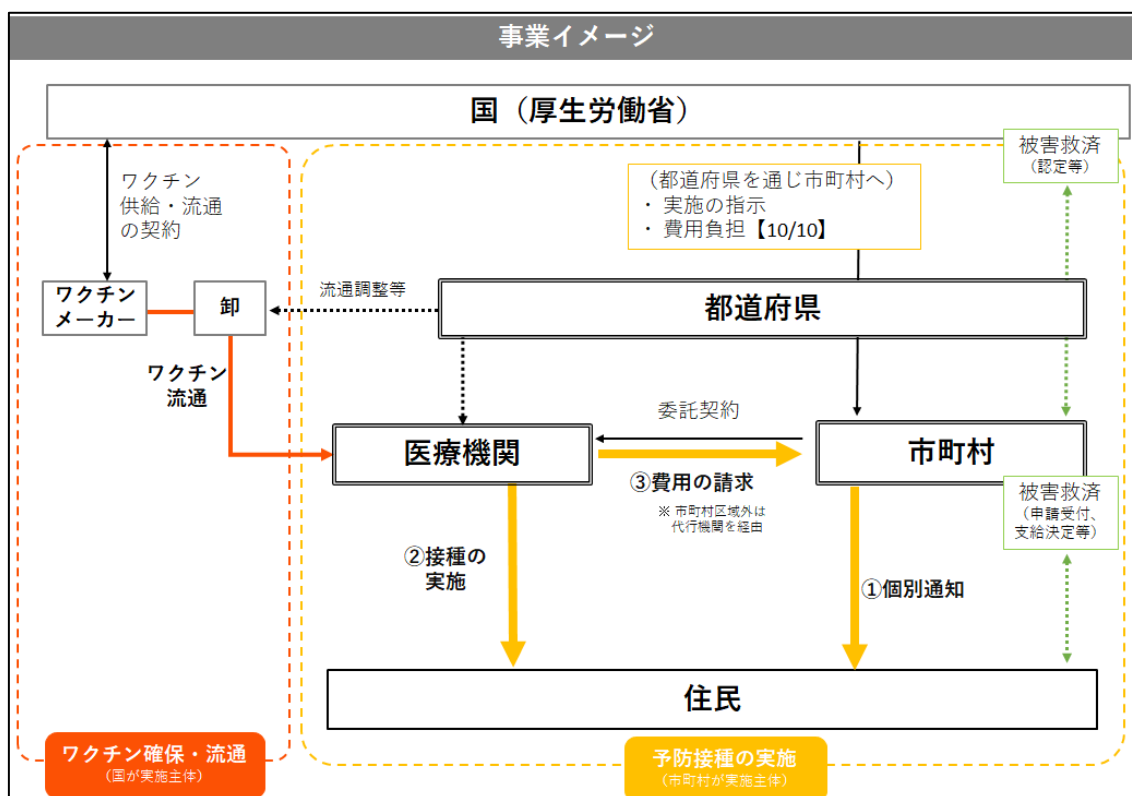 事業イメージ
国（厚生労働省）
被害救済
（認定等）
ワクチン
供給・流通
の契約
（都道府県を通じ市町村へ）
・ 実施の指示
・ 費用負担【10/10】
ワクチン
メーカー
卸
流通調整等
都道府県
ワクチン
流通
委託契約
医療機関
市町村
③費用の請求
※ 市町村区域外は
代行機関を経由
被害救済
（申請受付、
支給決定等）
②接種の
実施
①個別通知
住民
ワクチン確保・流通
（国が実施主体）
予防接種の実施
（市町村が実施主体）